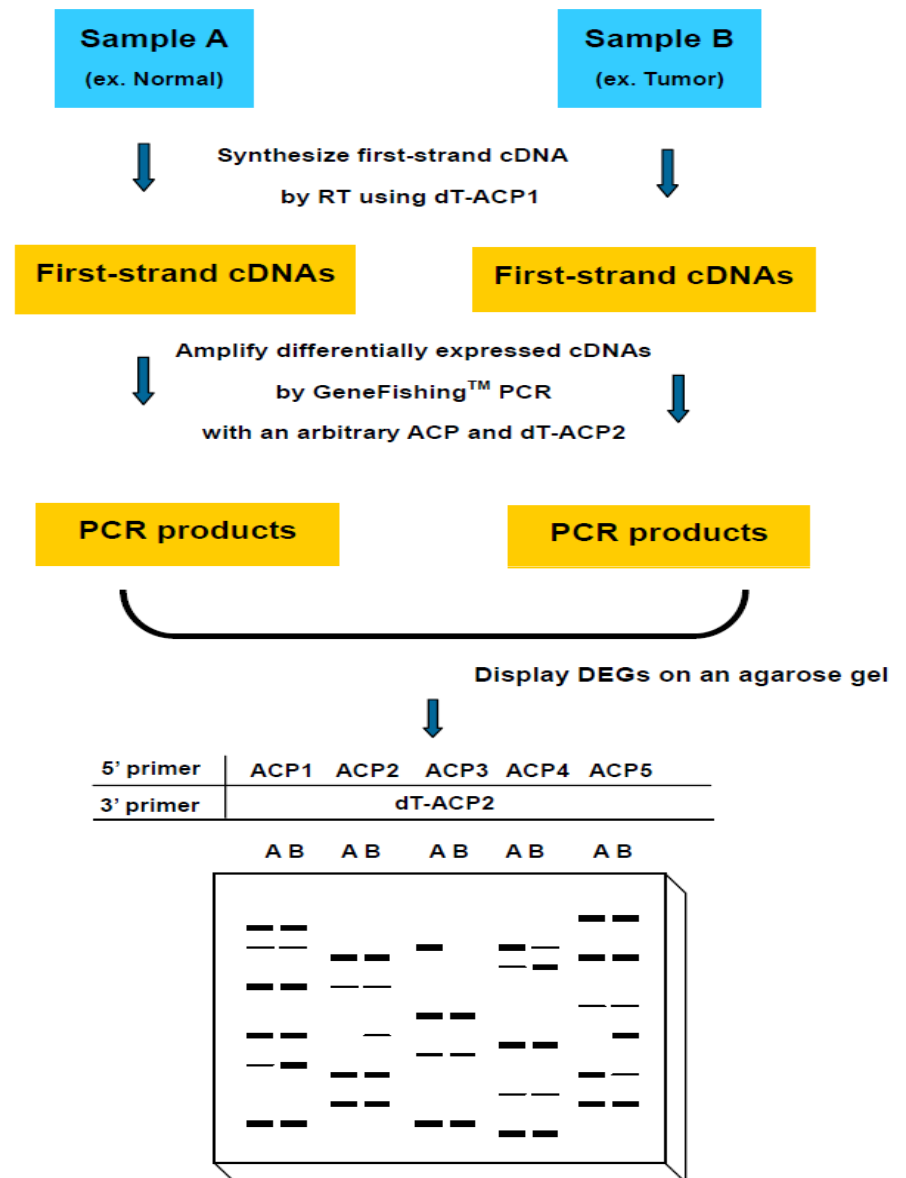 Sample A
(ex. Normal)
Sample B
(ex. Tumor)
Synthesize first-strand cDNA
by RT using dT-ACP1
First-strand cDNAs
First-strand cDNAs
Amplify differentially expressed cDNAs
by GeneFishing™ PCR
with an arbitrary ACP and dT-ACP2
PCR products
PCR products
Display DEGs on an agarose gel
5’ primer ACP1 ACP2 ACP3 ACP4 ACP5
3’ primer dT-ACP2
A B A B A B A B A B